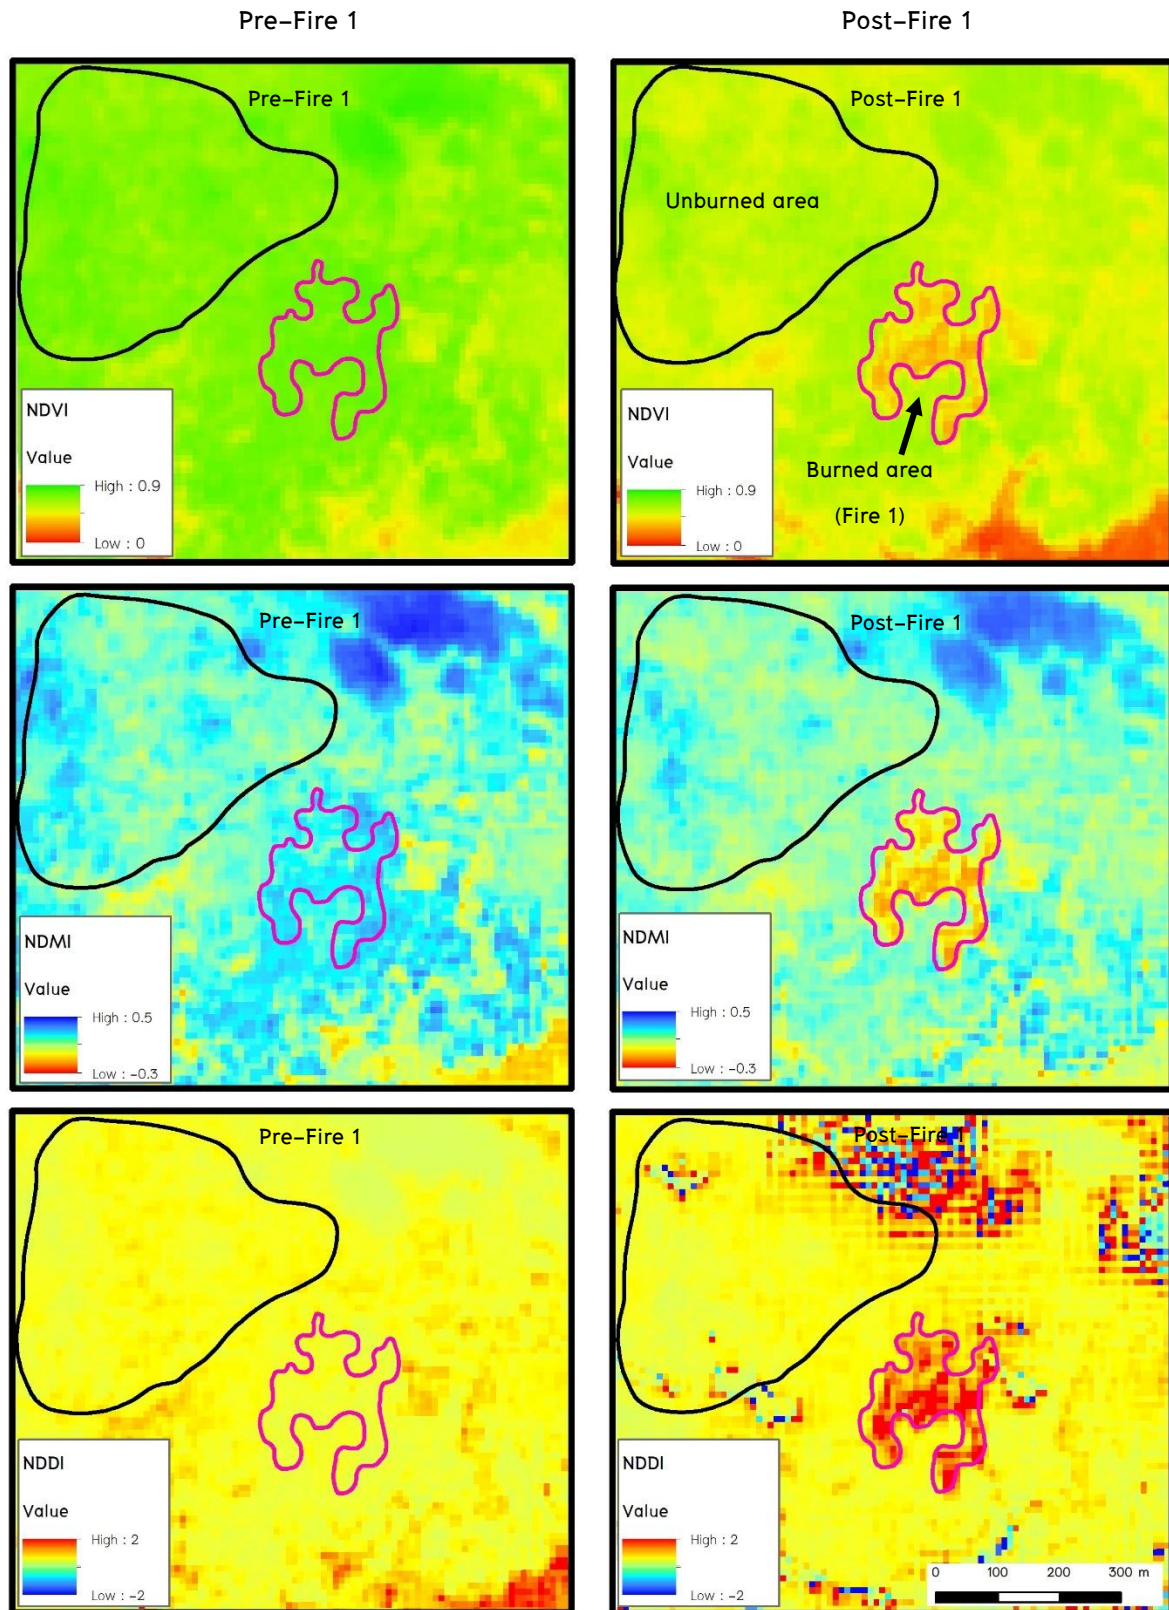 Pre-Fire 1
Post-Fire 1
Pre-Fire 1
NDVI
Value
High : 0.9
Low : 0
Post-Fire 1
Unburned area
Burned area
(Fire 1)
NDVI
Value
High : 0.9
Low : 0
Pre-Fire 1
NDMI
Value
High : 0.5
Low : -0.3
Post-Fire 1
NDMI
Value
High : 0.5
Low : -0.3
Pre-Fire 1
NDDI
Value
High : 2
Low : -2
Post-Fire 1
NDDI
Value
High : 2
Low : -2
0 100 200 300 m